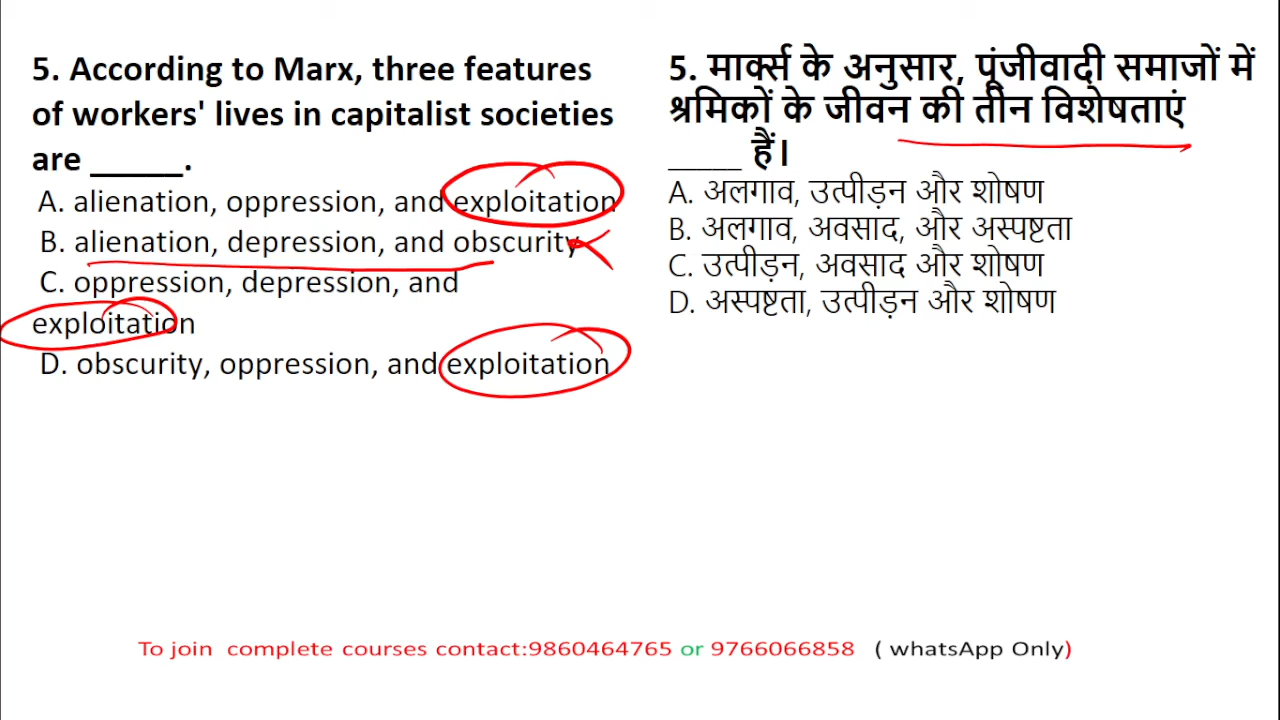 5. According to Marx, three features
of workers' lives in capitalist societies
are _____.
A. alienation, oppression, and exploitation
B. alienation, depression, and obscurity
C. oppression, depression, and
exploitation
D. obscurity, oppression, and exploitation
5. मार्क्स के अनुसार, पूंजीवादी समाजों में
श्रमिकों के जीवन की तीन विशेषताएं
_____ हैं।
A. अलगाव, उत्पीड़न और शोषण
B. अलगाव, अवसाद, और अस्पष्टता
C. उत्पीड़न, अवसाद और शोषण
D. अस्पष्टता, उत्पीड़न और शोषण
To join complete courses contact:9860464765 or 9766066858 ( whatsApp Only)